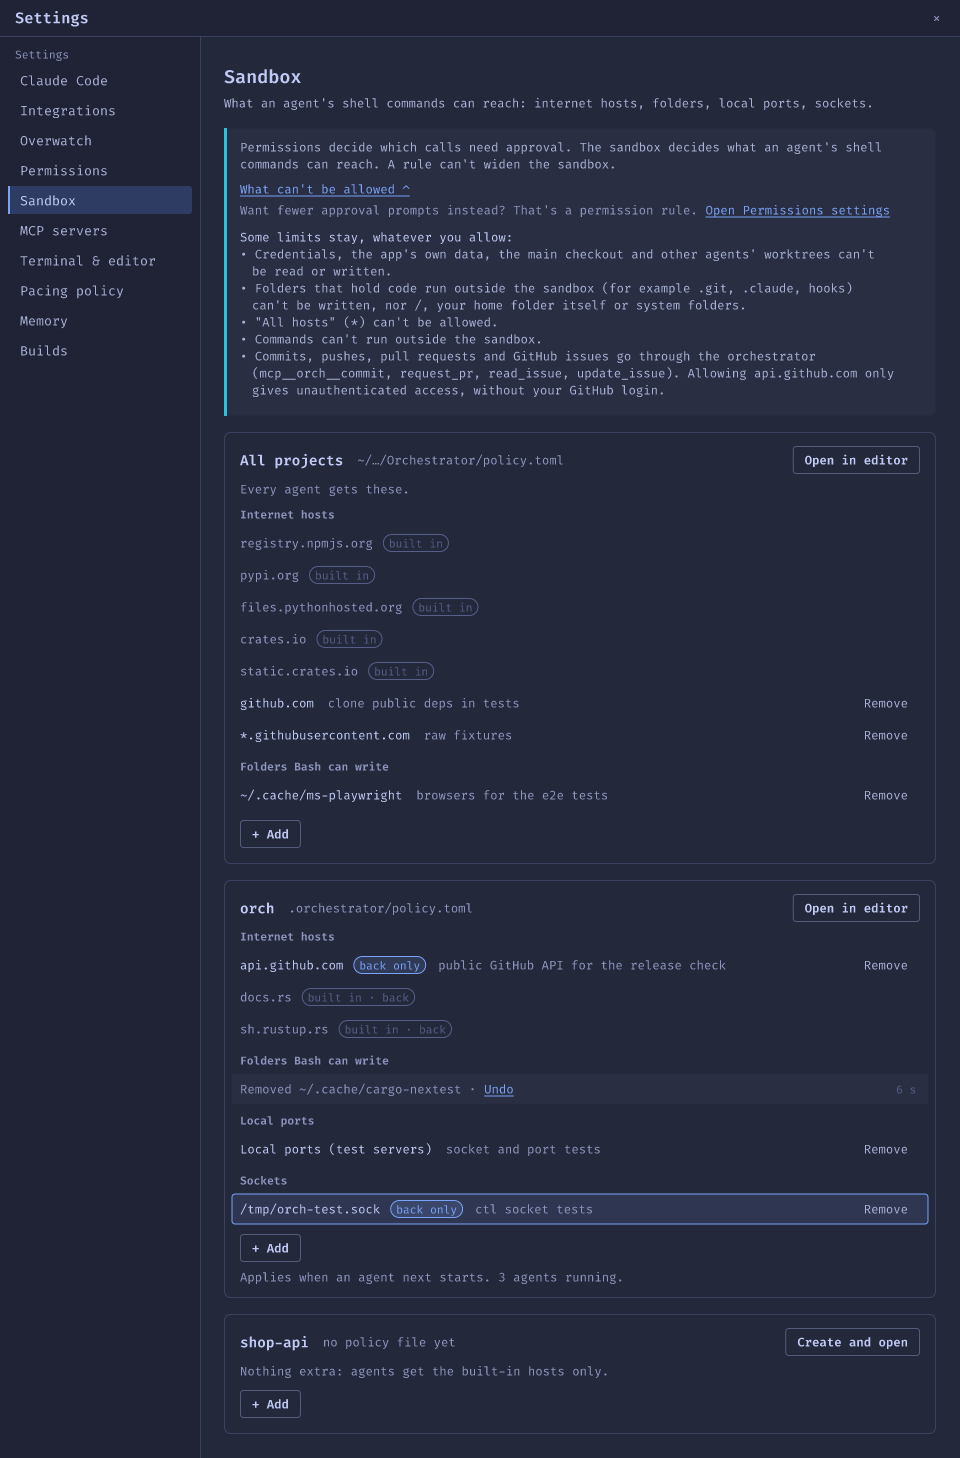 Settings
×
Settings
Claude Code
Integrations
Overwatch
Permissions
Sandbox
MCP servers
Terminal & editor
Pacing policy
Memory
Builds
Sandbox
What an agent's shell commands can reach: internet hosts, folders, local ports, sockets.
Permissions decide which calls need approval. The sandbox decides what an agent's shell
commands can reach. A rule can't widen the sandbox.
What can't be allowed ^
Want fewer approval prompts instead? That's a permission rule. Open Permissions settings
Some limits stay, whatever you allow:
• Credentials, the app's own data, the main checkout and other agents' worktrees can't
be read or written.
• Folders that hold code run outside the sandbox (for example .git, .claude, hooks)
can't be written, nor /, your home folder itself or system folders.
• "All hosts" (*) can't be allowed.
• Commands can't run outside the sandbox.
• Commits, pushes, pull requests and GitHub issues go through the orchestrator
(mcp__orch__commit, request_pr, read_issue, update_issue). Allowing api.github.com only
gives unauthenticated access, without your GitHub login.
All projects ~/…/Orchestrator/policy.toml Open in editor
Every agent gets these.
Internet hosts
registry.npmjs.org built in
pypi.org built in
files.pythonhosted.org built in
crates.io built in
static.crates.io built in
github.com clone public deps in tests Remove
*.githubusercontent.com raw fixtures Remove
Folders Bash can write
~/.cache/ms-playwright browsers for the e2e tests Remove
+ Add
orch .orchestrator/policy.toml Open in editor
Internet hosts
api.github.com back only public GitHub API for the release check Remove
docs.rs built in · back
sh.rustup.rs built in · back
Folders Bash can write
Removed ~/.cache/cargo-nextest · Undo 6 s
Local ports
Local ports (test servers) socket and port tests Remove
Sockets
/tmp/orch-test.sock back only ctl socket tests Remove
+ Add
Applies when an agent next starts. 3 agents running.
shop-api no policy file yet Create and open
Nothing extra: agents get the built-in hosts only.
+ Add